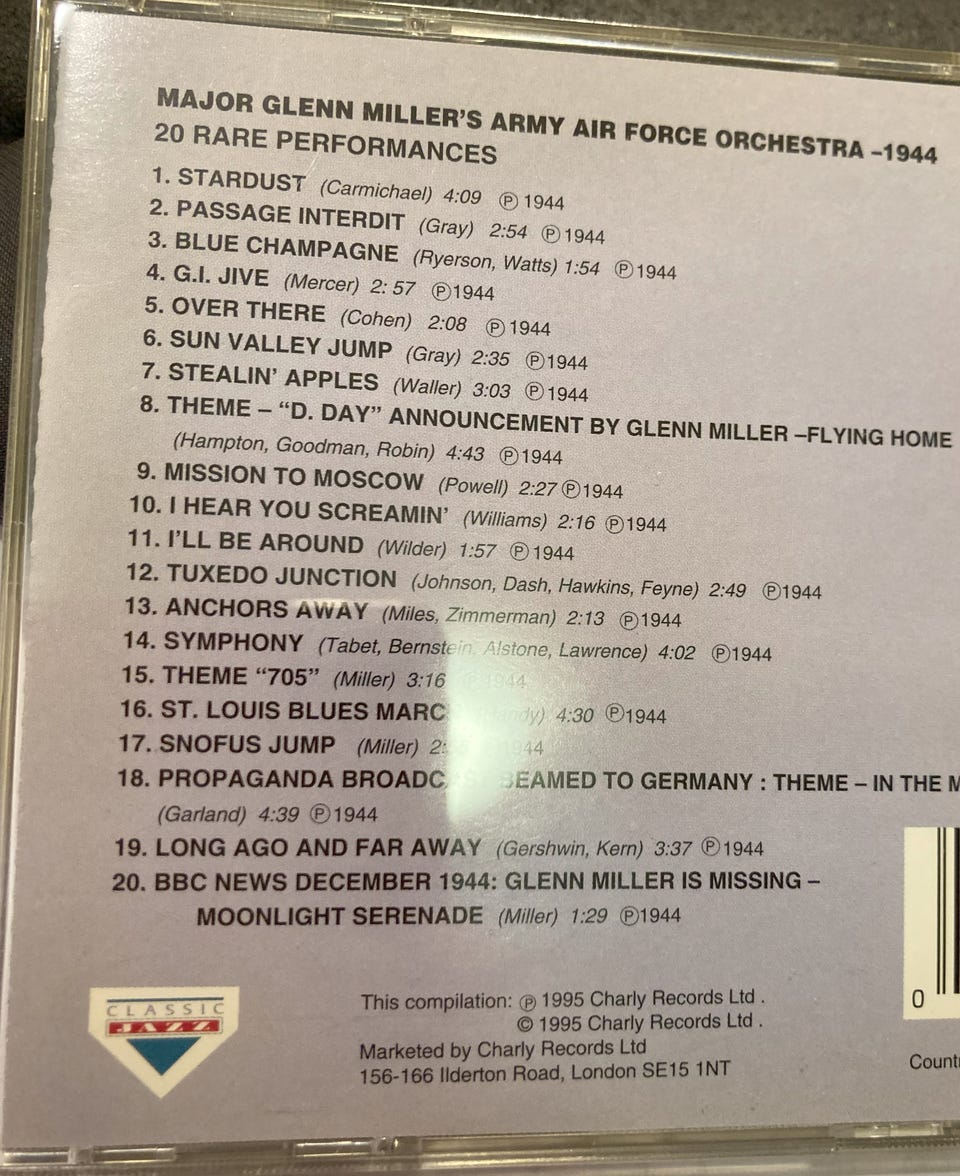 MAJOR GLENN MILLER'S ARMY AIR FORCE ORCHESTRA –1944
20 RARE PERFORMANCES
1. STARDUST (Carmichael) 4:09 ℗ 1944
2. PASSAGE INTERDIT (Gray) 2:54 ℗1944
3. BLUE CHAMPAGNE (Ryerson, Watts) 1:54 ℗1944
4. G.I. JIVE (Mercer) 2: 57 ℗1944
5. OVER THERE (Cohen) 2:08 ℗ 1944
6. SUN VALLEY JUMP (Gray) 2:35 ℗1944
7. STEALIN' APPLES (Waller) 3:03 ℗1944
8. THEME – "D. DAY" ANNOUNCEMENT BY GLENN MILLER –FLYING HOME
(Hampton, Goodman, Robin) 4:43 ℗1944
9. MISSION TO MOSCOW (Powell) 2:27 ℗1944
10. I HEAR YOU SCREAMIN' (Williams) 2:16 ℗1944
11. I'LL BE AROUND (Wilder) 1:57 ℗1944
12. TUXEDO JUNCTION (Johnson, Dash, Hawkins, Feyne) 2:49 ℗1944
13. ANCHORS AWAY (Miles, Zimmerman) 2:13 ℗1944
14. SYMPHONY (Tabet, Bernstein, Alstone, Lawrence) 4:02 ℗1944
15. THEME "705" (Miller) 3:16 ℗1944
16. ST. LOUIS BLUES 4:30 ℗1944
17. SNOFUS JUMP (Miller) 1944
18. PROPAGANDA BEAMED TO GERMANY : THEME – IN THE
(Garland) 4:39 ℗1944
19. LONG AGO AND FAR AWAY (Gershwin, Kern) 3:37 ℗1944
20. BBC NEWS DECEMBER 1944: GLENN MILLER IS MISSING –
MOONLIGHT SERENADE (Miller) 1:29 ℗1944
CLASSIC
JAZZ
This compilation: ℗ 1995 Charly Records Ltd .
© 1995 Charly Records Ltd .
Marketed by Charly Records Ltd
156-166 Ilderton Road, London SE15 1NT
0